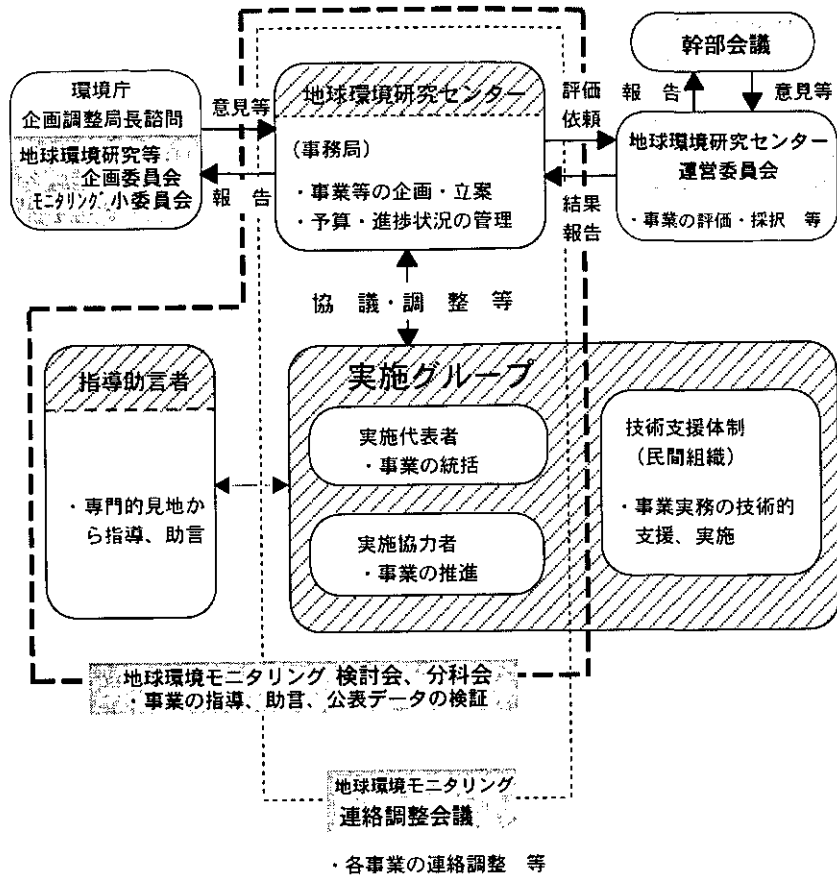 幹部会議
環境庁
企画調整局長諮問
地球環境研究等
企画委員会
モニタリング小委員会
意見等
報 告
地球環境研究センター
(事務局)
・事業等の企画・立案
・予算・進捗状況の管理
評価
依頼
結果
報告
報 告
意見等
地球環境研究センター
運営委員会
・事業の評価・採択 等
協 議・調 整 等
指導助言者
・専門的見地か
ら指導、助言
実施グループ
実施代表者
・事業の統括
実施協力者
・事業の推進
技術支援体制
(民間組織)
・事業実務の技術的
支援、実施
地球環境モニタリング 検討会、分科会
・事業の指導、助言、公表データの検証
地球環境モニタリング
連絡調整会議
・各事業の連絡調整 等